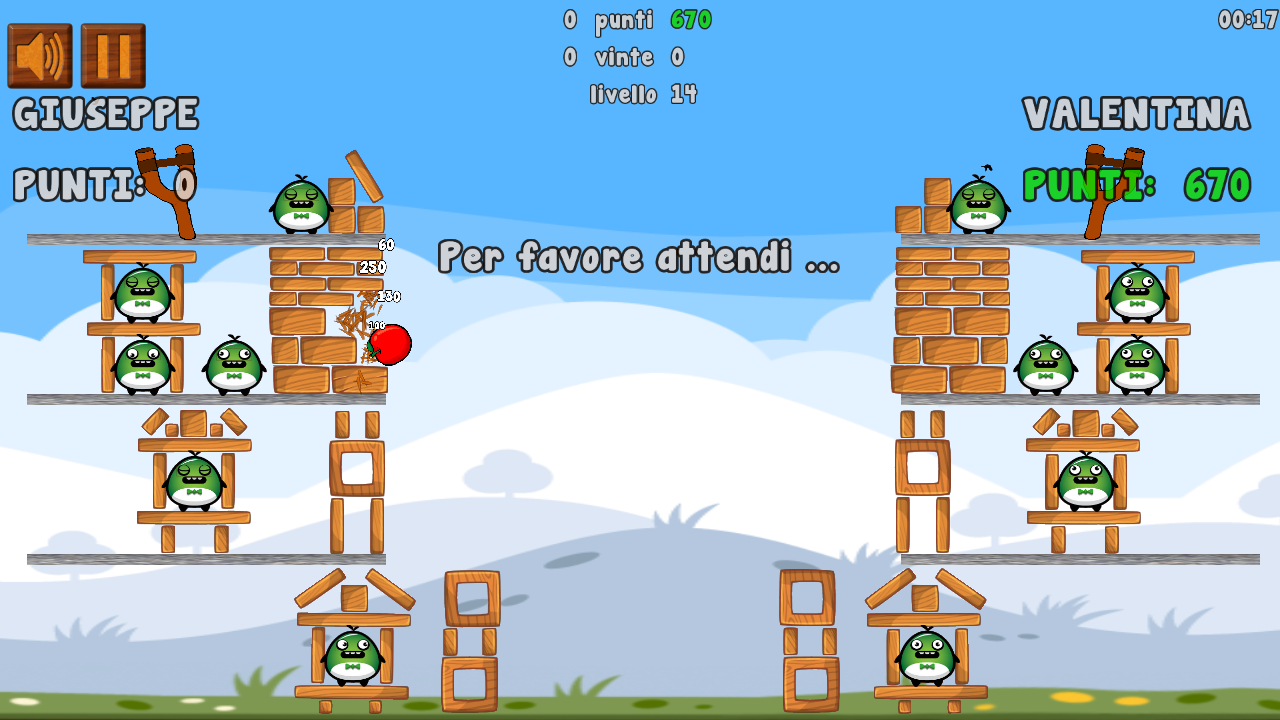 0 punti 670
00:17
0 vinte 0
livello 14
GIUSEPPE
VALENTINA
PUNTI: 0
PUNTI: 670
Per favore attendi ...
60
250
130
100